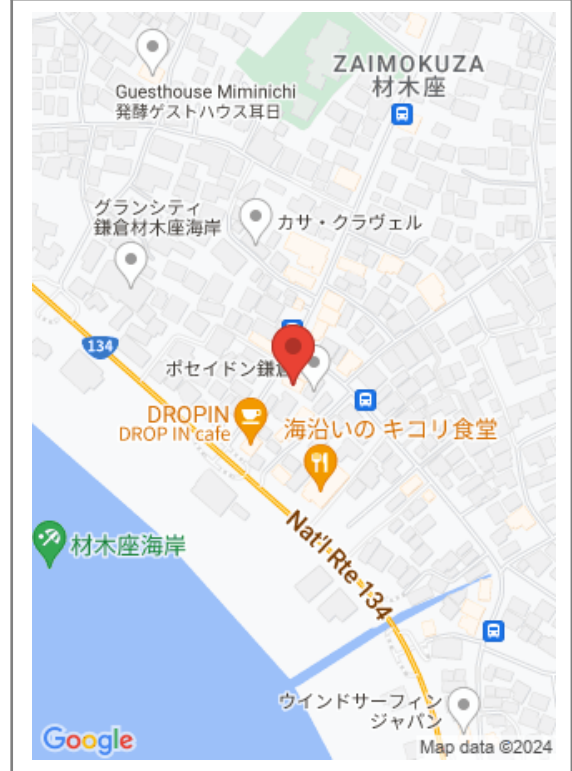 ZAIMOKUZA
材木座
Guesthouse Miminichi
発酵ゲストハウス耳日
グランシティ
鎌倉材木座海岸
カサ・クラヴェル
134
ポセイドン鎌倉
DROPIN
DROP IN cafe
海沿いの キコリ食堂
Nat'l Rte 134
材木座海岸
ウインドサーフィン
ジャパン
Google
Map data ©2024